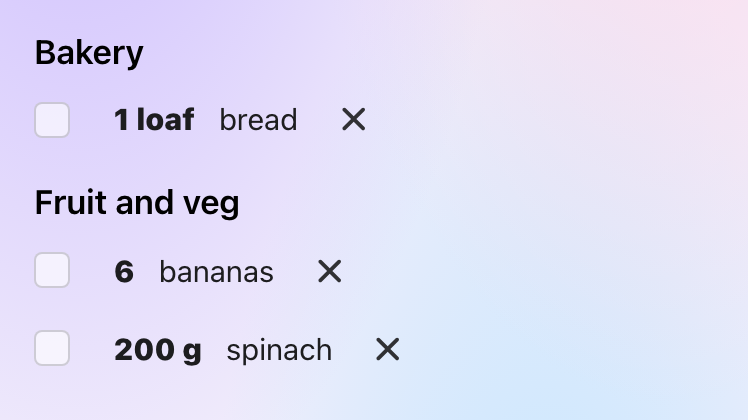 Bakery
1 loaf bread
Fruit and veg
6 bananas
200 g spinach